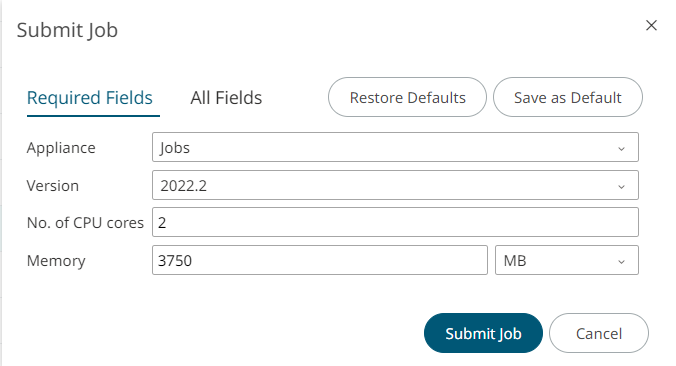 Submit Job
Required Fields All Fields Restore Defaults Save as Default
Appliance Jobs
Version 2022.2
No. of CPU cores 2
Memory 3750 MB
Submit Job Cancel